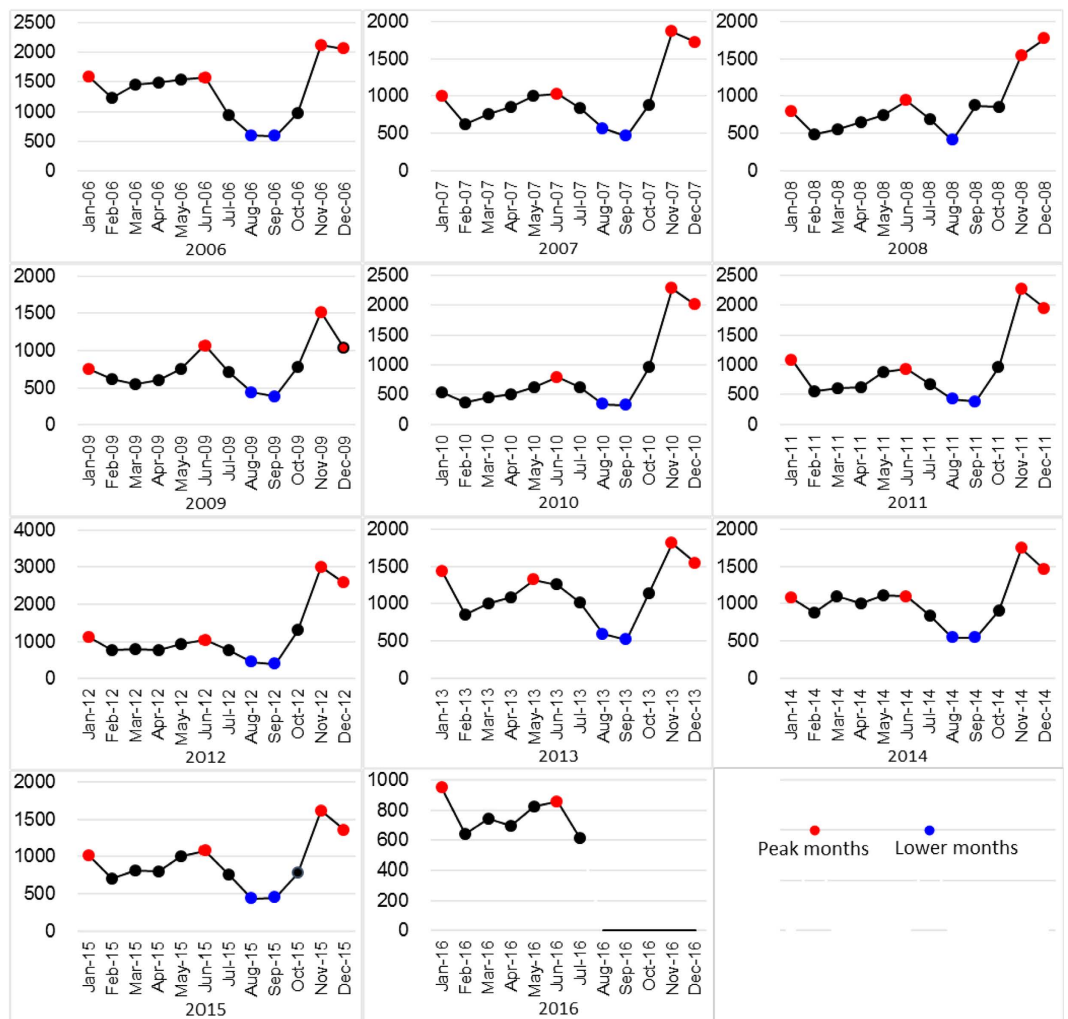 2500
2000
1500
1000
500
0
Jan-06
Feb-06
Mar-06
Apr-06
May-06
Jun-06
Jul-06
Aug-06
Sep-06
Oct-06
Nov-06
Dec-06
2006
2000
1500
1000
500
0
Jan-07
Feb-07
Mar-07
Apr-07
May-07
Jun-07
Jul-07
Aug-07
Sep-07
Oct-07
Nov-07
Dec-07
2007
2000
1500
1000
500
0
Jan-08
Feb-08
Mar-08
Apr-08
May-08
Jun-08
Jul-08
Aug-08
Sep-08
Oct-08
Nov-08
Dec-08
2008
2000
1500
1000
500
0
Jan-09
Feb-09
Mar-09
Apr-09
May-09
Jun-09
Jul-09
Aug-09
Sep-09
Oct-09
Nov-09
Dec-09
2009
2500
2000
1500
1000
500
0
Jan-10
Feb-10
Mar-10
Apr-10
May-10
Jun-10
Jul-10
Aug-10
Sep-10
Oct-10
Nov-10
Dec-10
2010
2500
2000
1500
1000
500
0
Jan-11
Feb-11
Mar-11
Apr-11
May-11
Jun-11
Jul-11
Aug-11
Sep-11
Oct-11
Nov-11
Dec-11
2011
4000
3000
2000
1000
0
Jan-12
Feb-12
Mar-12
Apr-12
May-12
Jun-12
Jul-12
Aug-12
Sep-12
Oct-12
Nov-12
Dec-12
2012
2000
1500
1000
500
0
Jan-13
Feb-13
Mar-13
Apr-13
May-13
Jun-13
Jul-13
Aug-13
Sep-13
Oct-13
Nov-13
Dec-13
2013
2000
1500
1000
500
0
Jan-14
Feb-14
Mar-14
Apr-14
May-14
Jun-14
Jul-14
Aug-14
Sep-14
Oct-14
Nov-14
Dec-14
2014
2000
1500
1000
500
0
Jan-15
Feb-15
Mar-15
Apr-15
May-15
Jun-15
Jul-15
Aug-15
Sep-15
Oct-15
Nov-15
Dec-15
2015
1000
800
600
400
200
0
Jan-16
Feb-16
Mar-16
Apr-16
May-16
Jun-16
Jul-16
Aug-16
Sep-16
Oct-16
Nov-16
Dec-16
2016
Peak months
Lower months